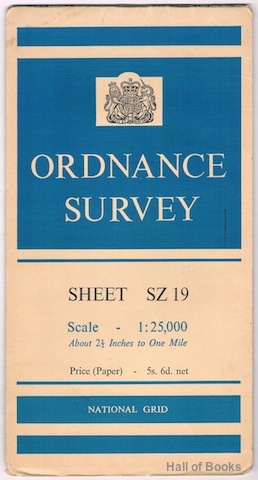 ORDNANCE
SURVEY
SHEET SZ 19
Scale - 1:25,000
About 2½ Inches to One Mile
Price (Paper) - 5s. 6d. net
NATIONAL GRID
Hall of Books